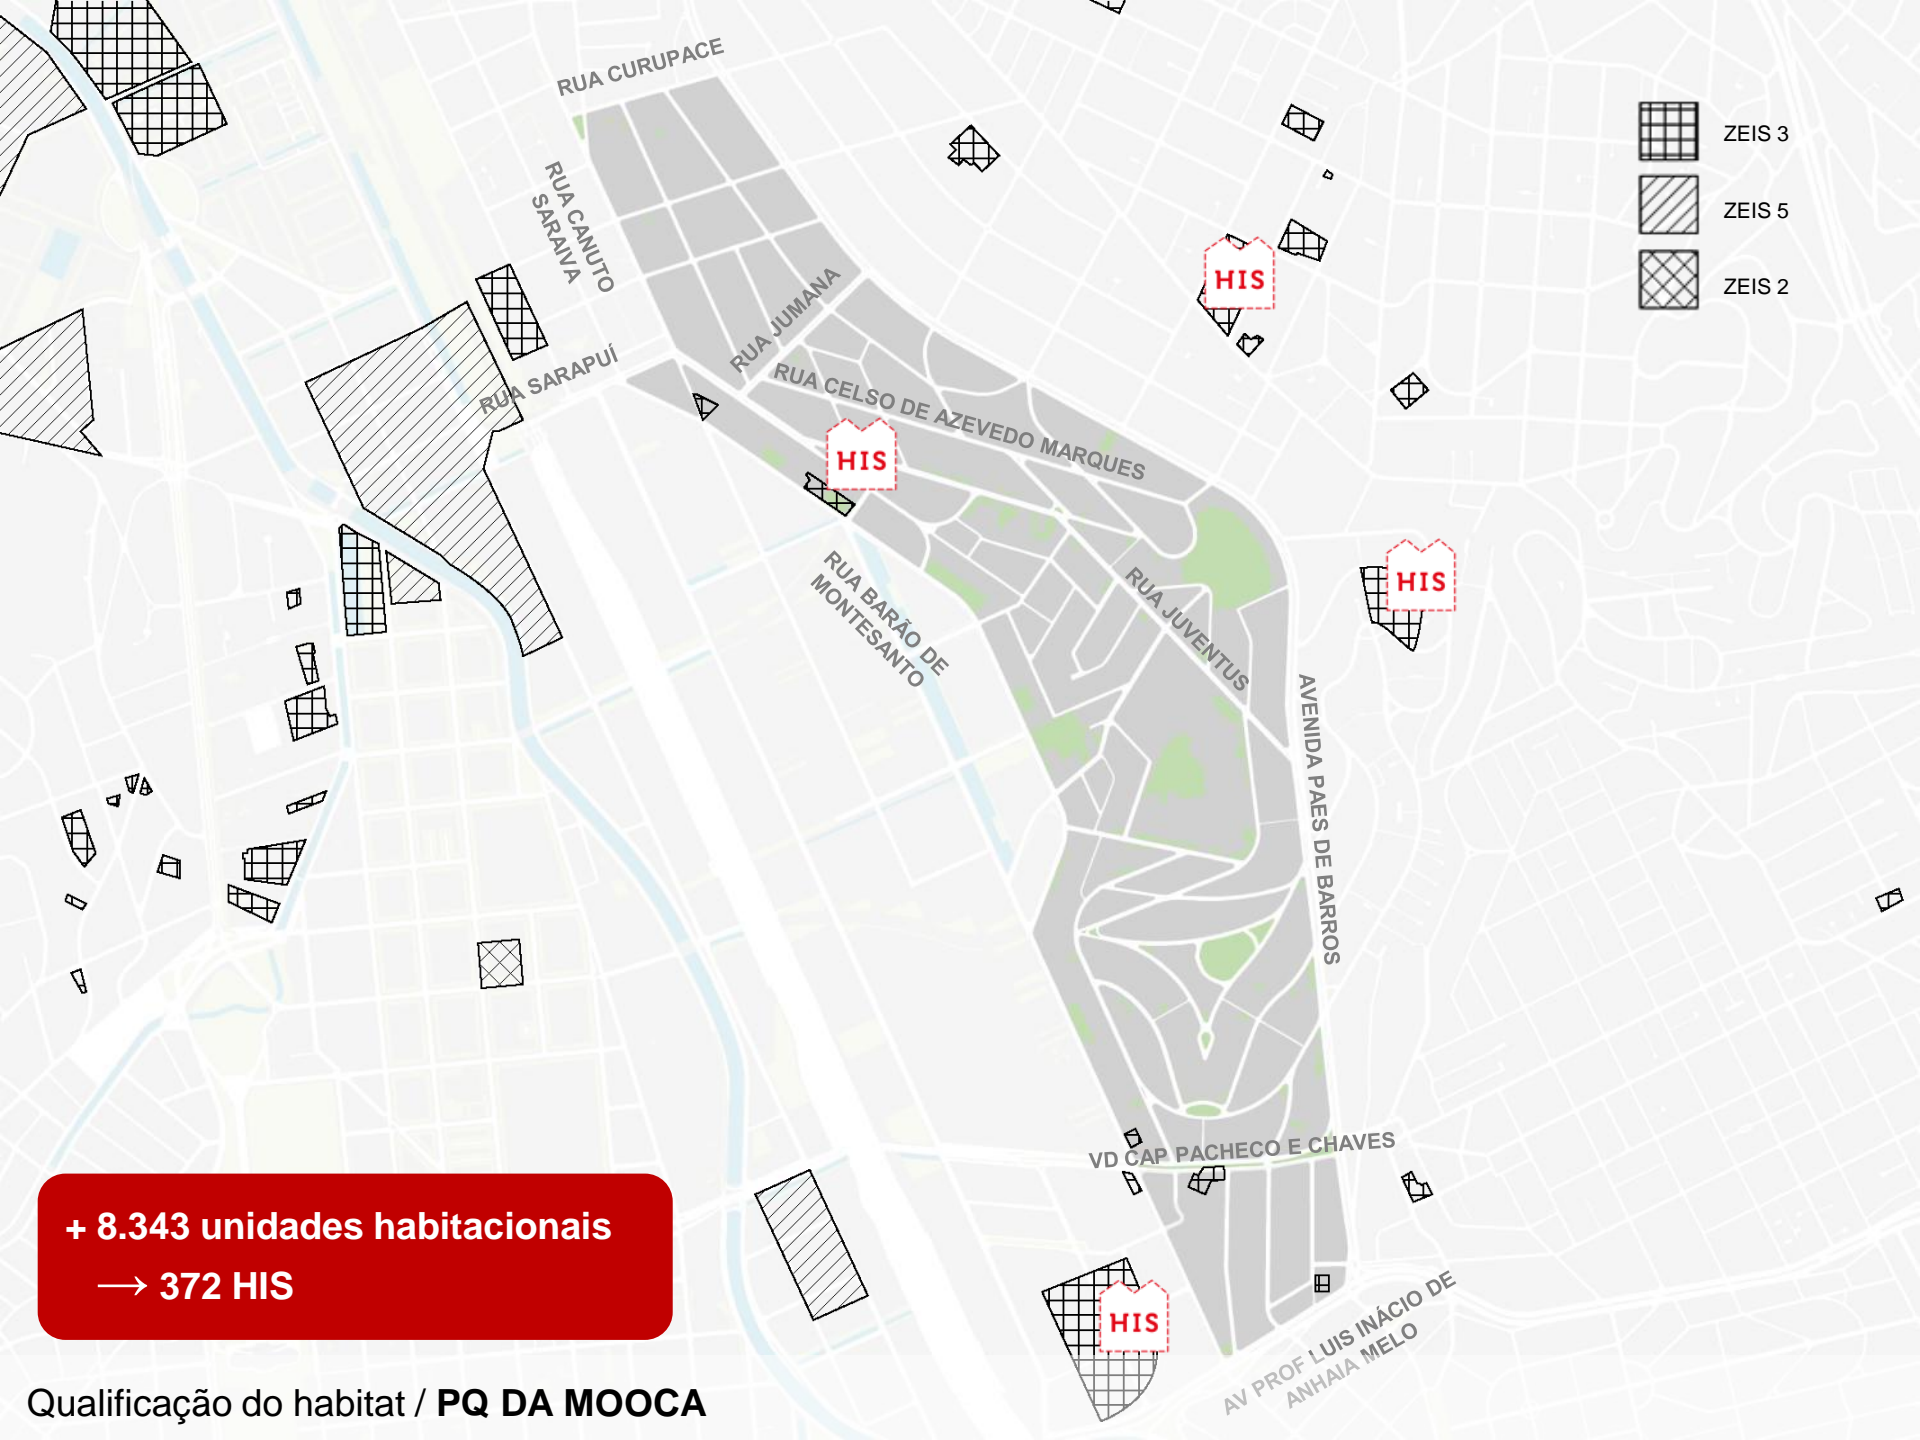 RUA CURUPACE
ZEIS 3
RUA CANUTO
SARAIVA
ZEIS 5
HIS
ZEIS 2
RUA JUMANA
RUA SARAPUÍ
RUA CELSO DE AZEVEDO MARQUES
HIS
HIS
RUA BARÃO DE
MONTESANTO
RUA JUVENTUS
AVENIDA PAES DE BARROS
VD CAP PACHECO E CHAVES
+ 8.343 unidades habitacionais
→ 372 HIS
HIS
AV PROF LUIS INÁCIO DE
ANHAIA MELO
Qualificação do habitat / PQ DA MOOCA